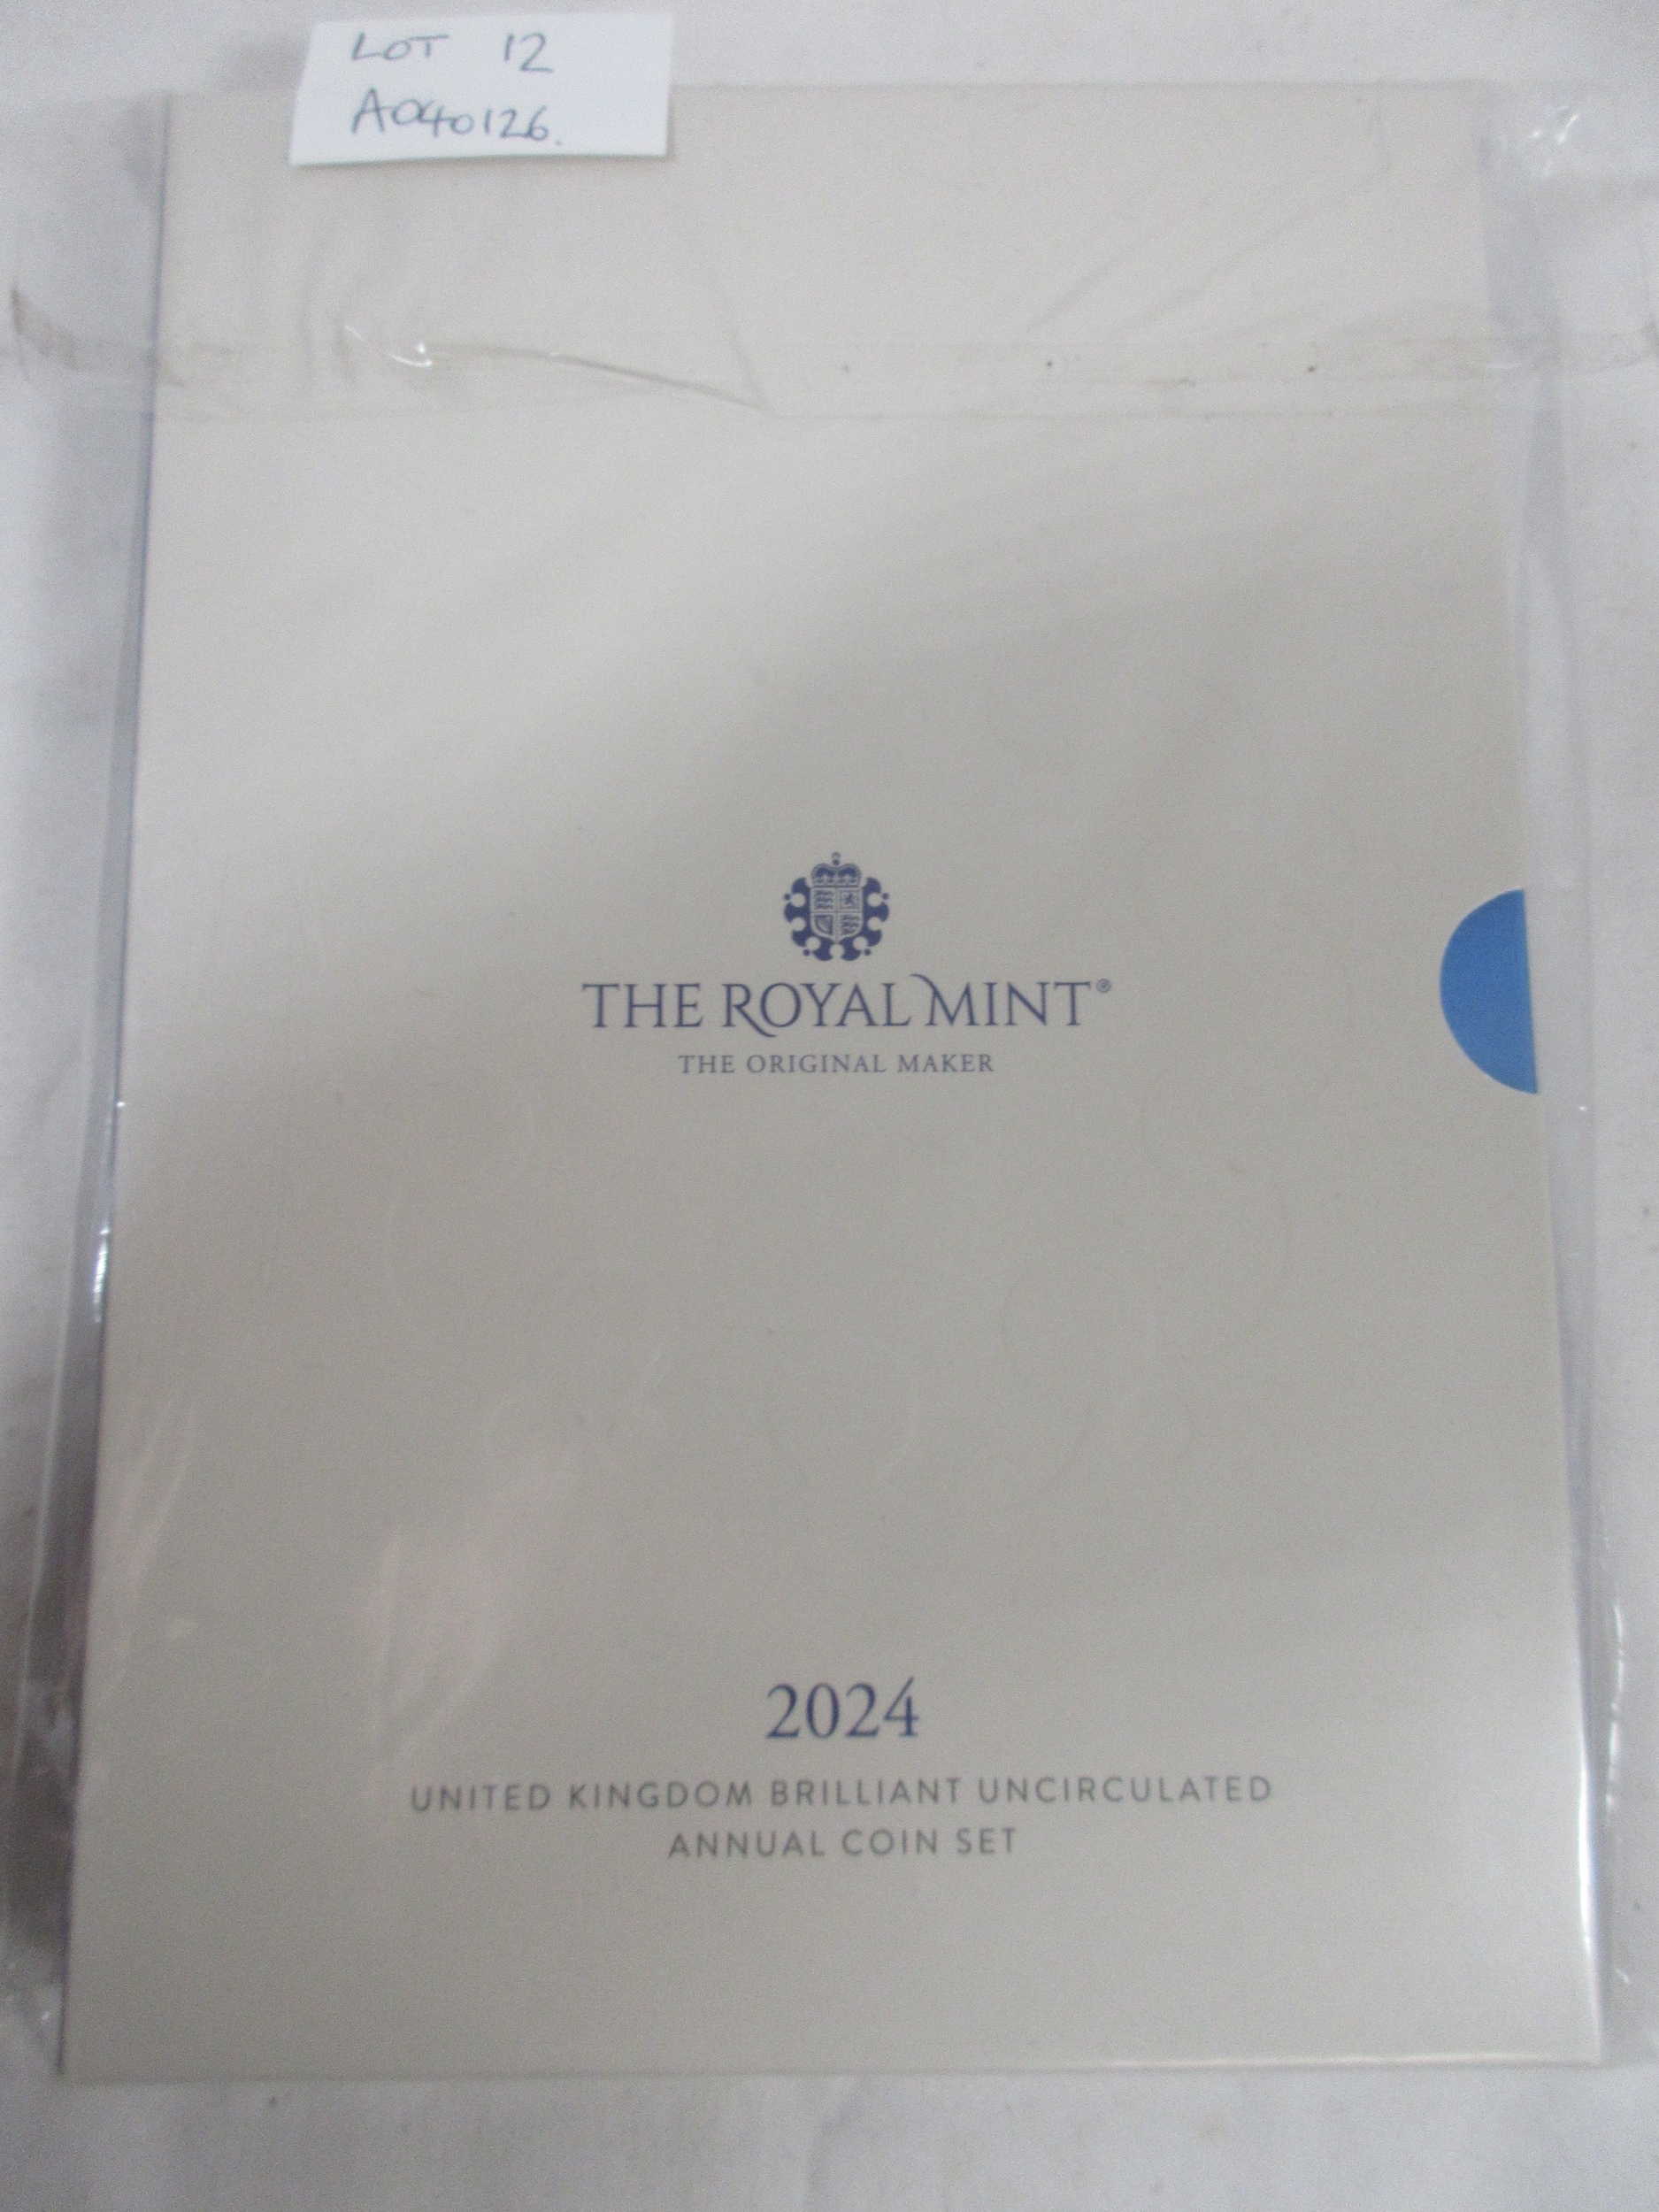 LOT 12
A040126.
THE ROYAL MINT®
THE ORIGINAL MAKER
2024
UNITED KINGDOM BRILLIANT UNCIRCULATED
ANNUAL COIN SET